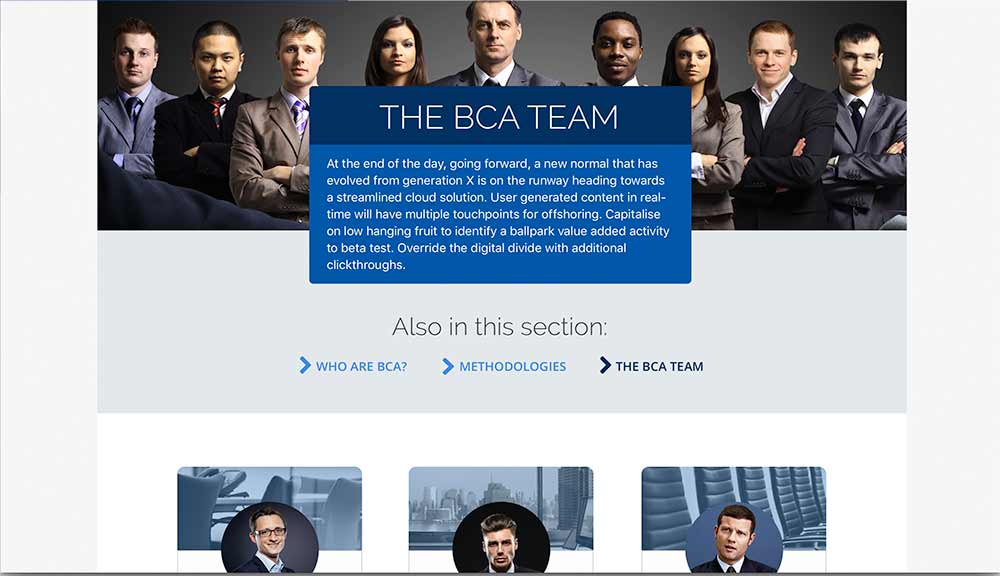 THE BCA TEAM
At the end of the day, going forward, a new normal that has
evolved from generation X is on the runway heading towards
a streamlined cloud solution. User generated content in real-
time will have multiple touchpoints for offshoring. Capitalise
on low hanging fruit to identify a ballpark value added activity
to beta test. Override the digital divide with additional
clickthroughs.
Also in this section:
WHO ARE BCA? METHODOLOGIES THE BCA TEAM